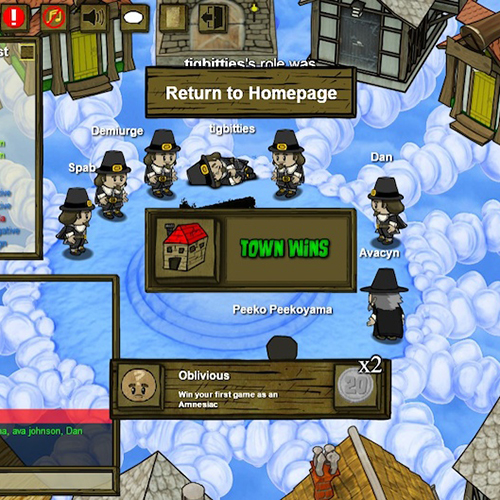 st
tigbitties's role was
Return to Homepage
Demiurge
tigbitties
Spab
Dan
TOWN WINS
Avacyn
Peeko Peekoyama
x2
Oblivious
20
Win your first game as an
Amnesiac
a, ava johnson, Dan